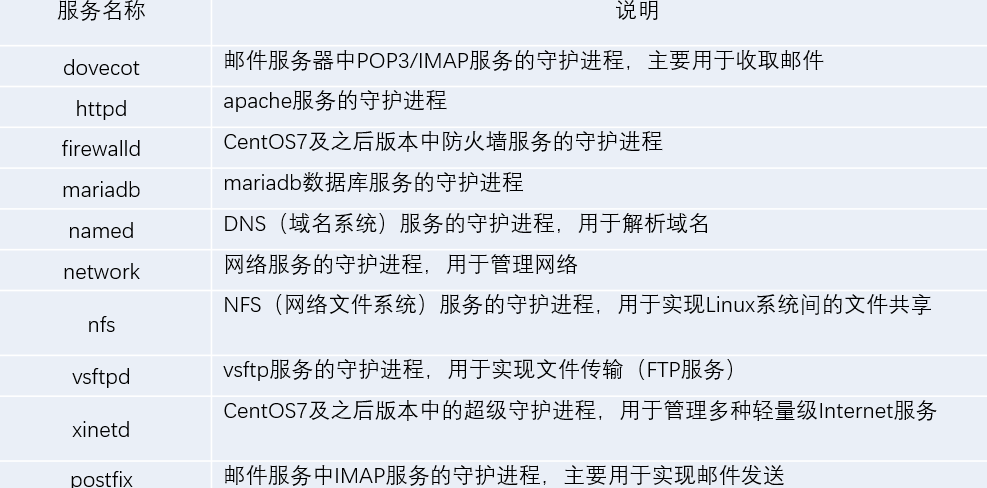 服务名称 说明
dovecot 邮件服务器中POP3/IMAP服务的守护进程，主要用于收取邮件
httpd apache服务的守护进程
firewalld CentOS7及之后版本中防火墙服务的守护进程
mariadb mariadb数据库服务的守护进程
named DNS（域名系统）服务的守护进程，用于解析域名
network 网络服务的守护进程，用于管理网络
nfs NFS（网络文件系统）服务的守护进程，用于实现Linux系统间的文件共享
vsftpd vsftp服务的守护进程，用于实现文件传输（FTP服务）
xinetd CentOS7及之后版本中的超级守护进程，用于管理多种轻量级Internet服务
postfix 邮件服务中IMAP服务的守护进程，主要用于实现邮件发送